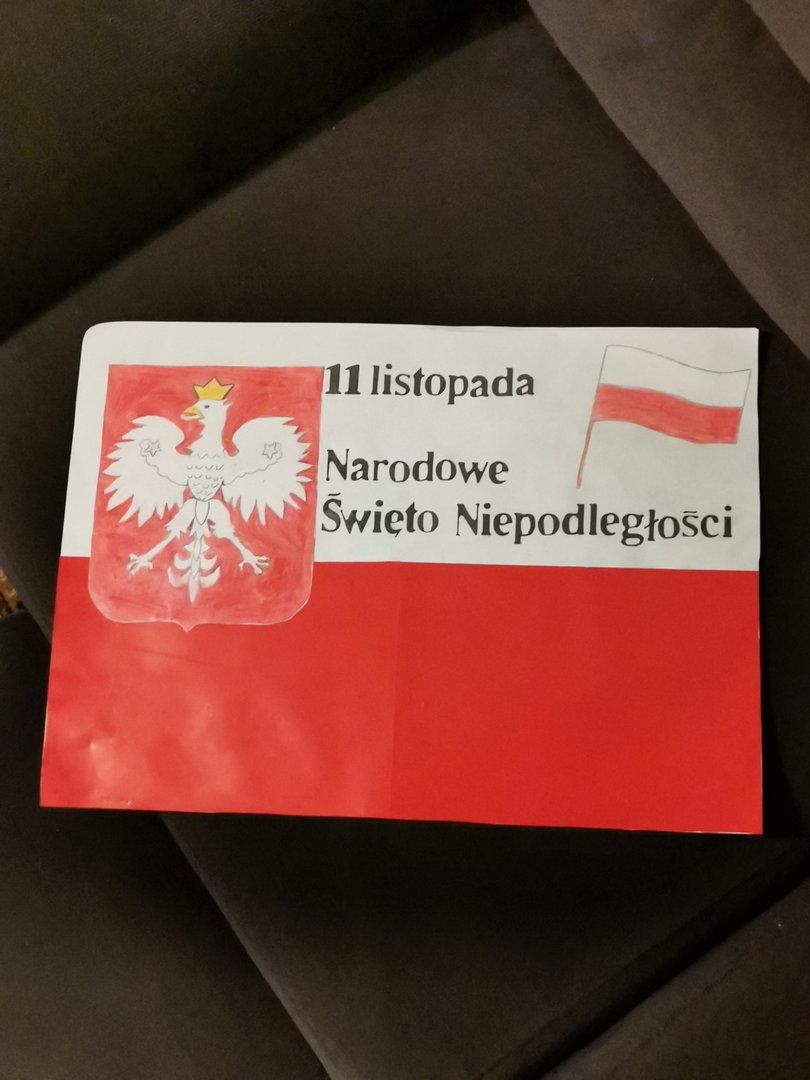 11 listopada
Narodowe
Święto Niepodległości